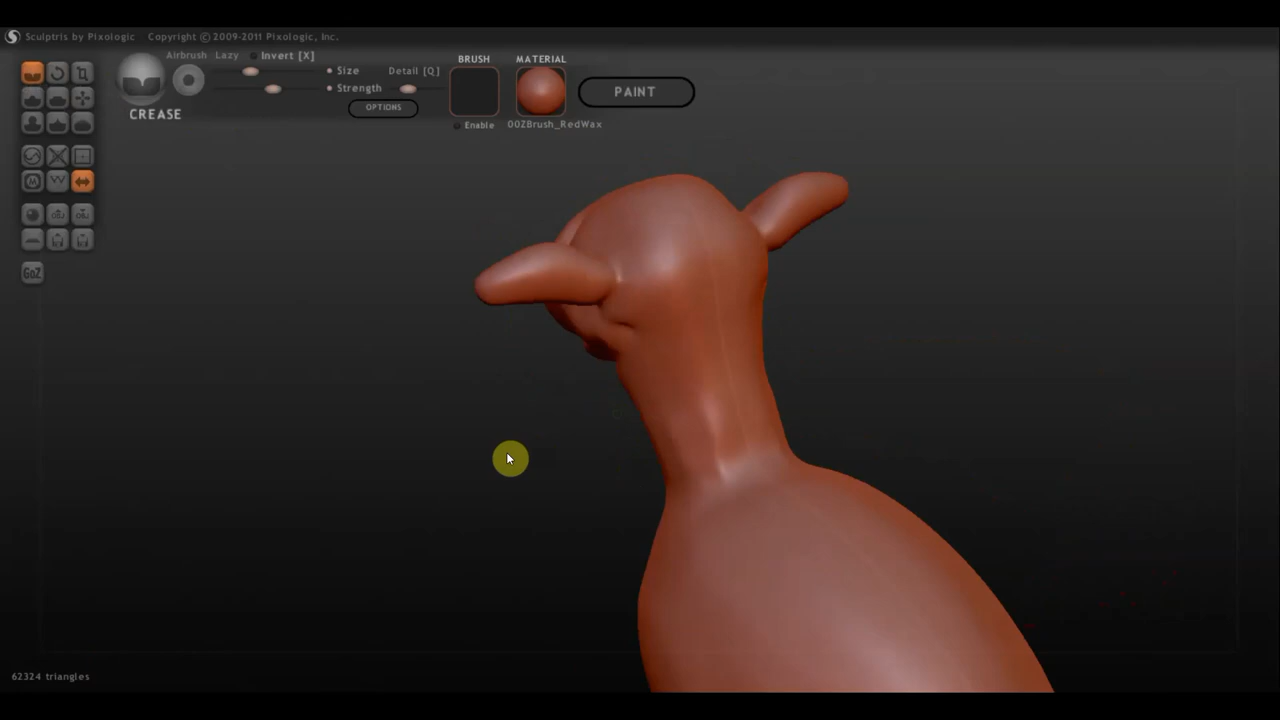 Sculptris by Pixologic Copyright © 2009-2011 Pixologic, Inc.
Airbrush Lazy Invert [X]
BRUSH MATERIAL
Size Detail [Q]
Strength
PAINT
OPTIONS
CREASE
Enable 00ZBrush_RedWax
GoZ
62324 triangles